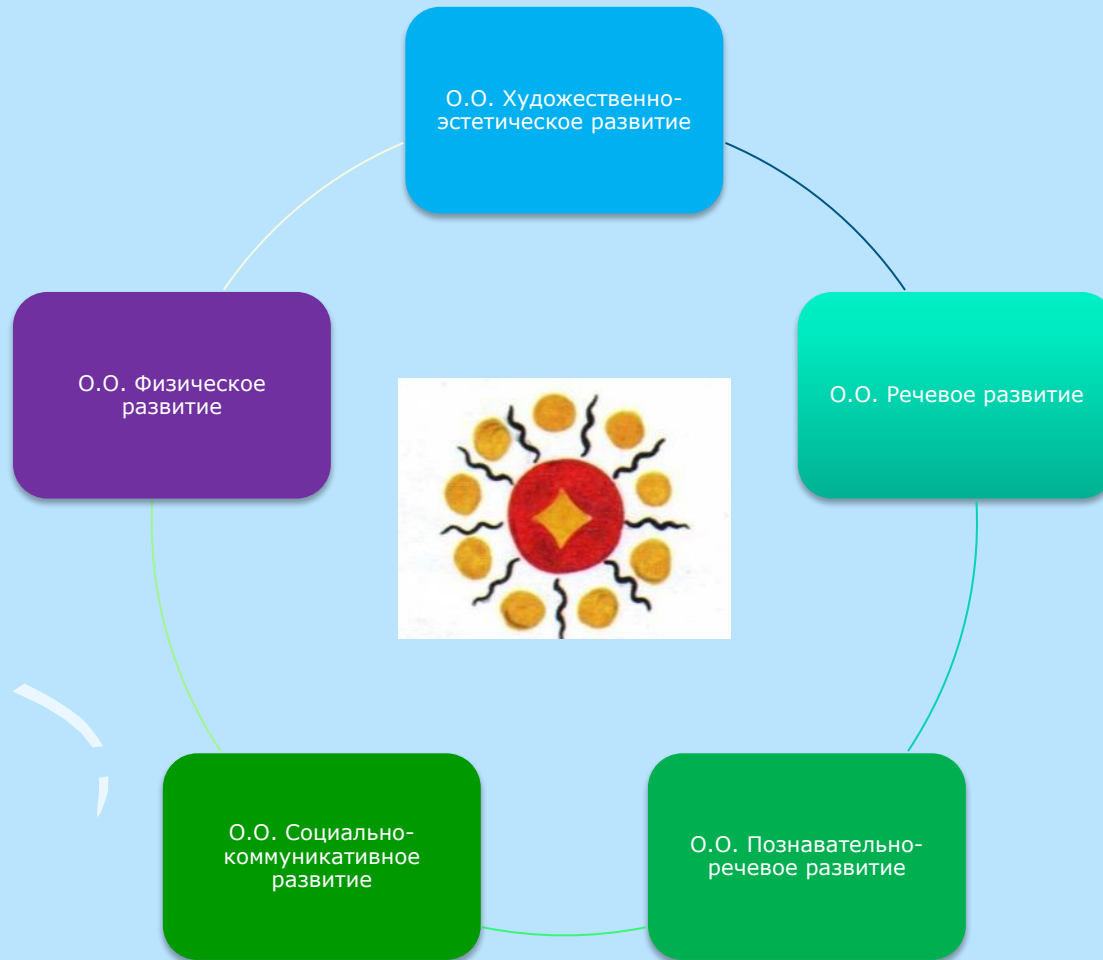 О.О. Художественно-
эстетическое развитие
О.О. Физическое
развитие
О.О. Речевое развитие
О.О. Социально-
коммуникативное
развитие
О.О. Познавательно-
речевое развитие